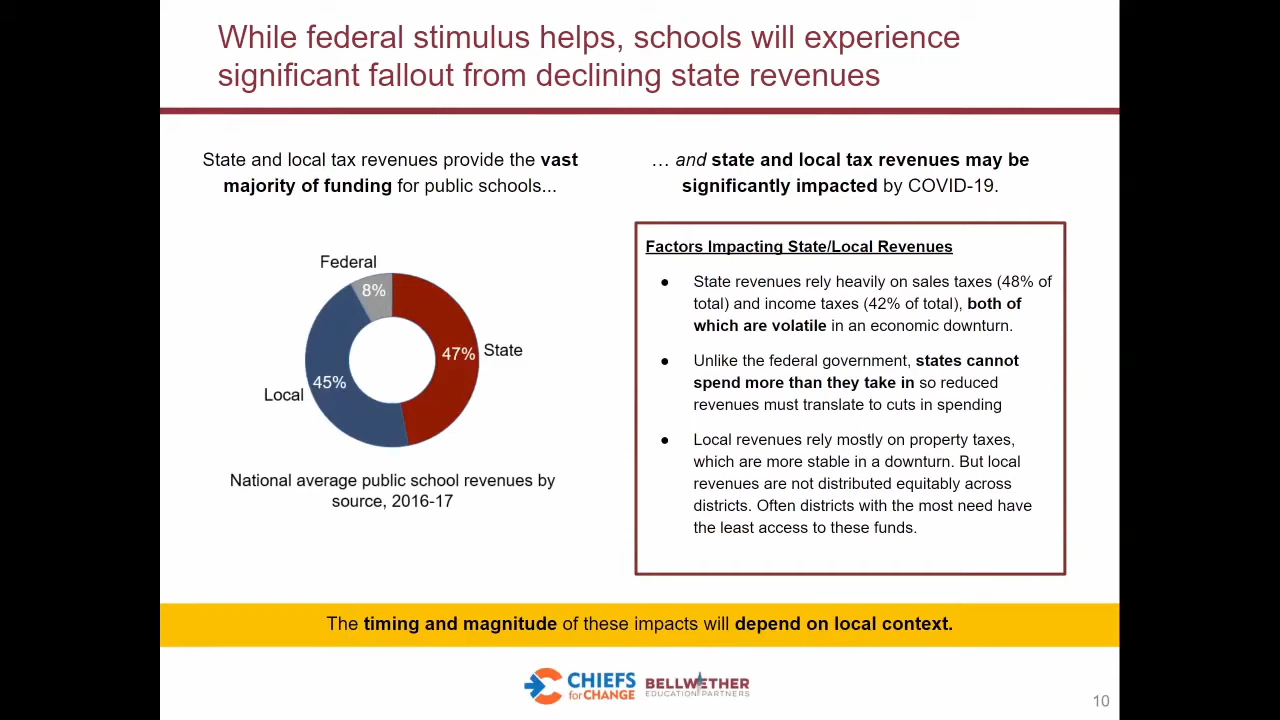 While federal stimulus helps, schools will experience
significant fallout from declining state revenues
State and local tax revenues provide the vast
majority of funding for public schools...
Federal
8%
47%
State
45%
Local
National average public school revenues by
source, 2016-17
… and state and local tax revenues may be
significantly impacted by COVID-19.
Factors Impacting State/Local Revenues
● State revenues rely heavily on sales taxes (48% of
total) and income taxes (42% of total), both of
which are volatile in an economic downturn.
● Unlike the federal government, states cannot
spend more than they take in so reduced
revenues must translate to cuts in spending
● Local revenues rely mostly on property taxes,
which are more stable in a downturn. But local
revenues are not distributed equitably across
districts. Often districts with the most need have
the least access to these funds.
The timing and magnitude of these impacts will depend on local context.
CHIEFS
for CHANGE
BELLWETHER
EDUCATION PARTNERS
10